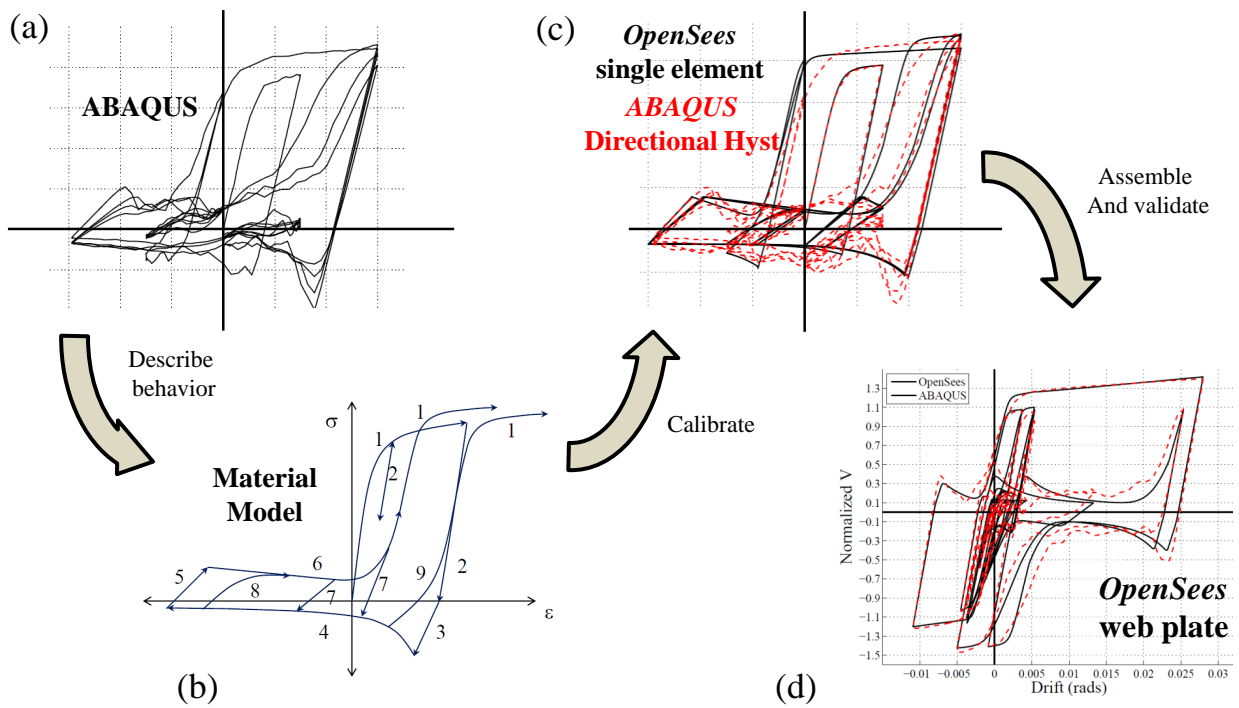 (a)
ABAQUS
(c)
OpenSees
single element
ABAQUS
Directional Hyst
Assemble
And validate
Describe
behavior
Calibrate
Material
Model
σ
ε
1
1
1
2
2
3
4
5
6
7
7
8
9
(b)
OpenSees
ABAQUS
1.3
1.1
0.9
0.7
0.5
0.3
0.1
-0.1
-0.3
-0.5
-0.7
-0.9
-1.1
-1.3
-1.5
Normalized V
-0.01
-0.005
0
0.005
0.01
0.015
0.02
0.025
0.03
Drift (rads)
OpenSees
web plate
(d)